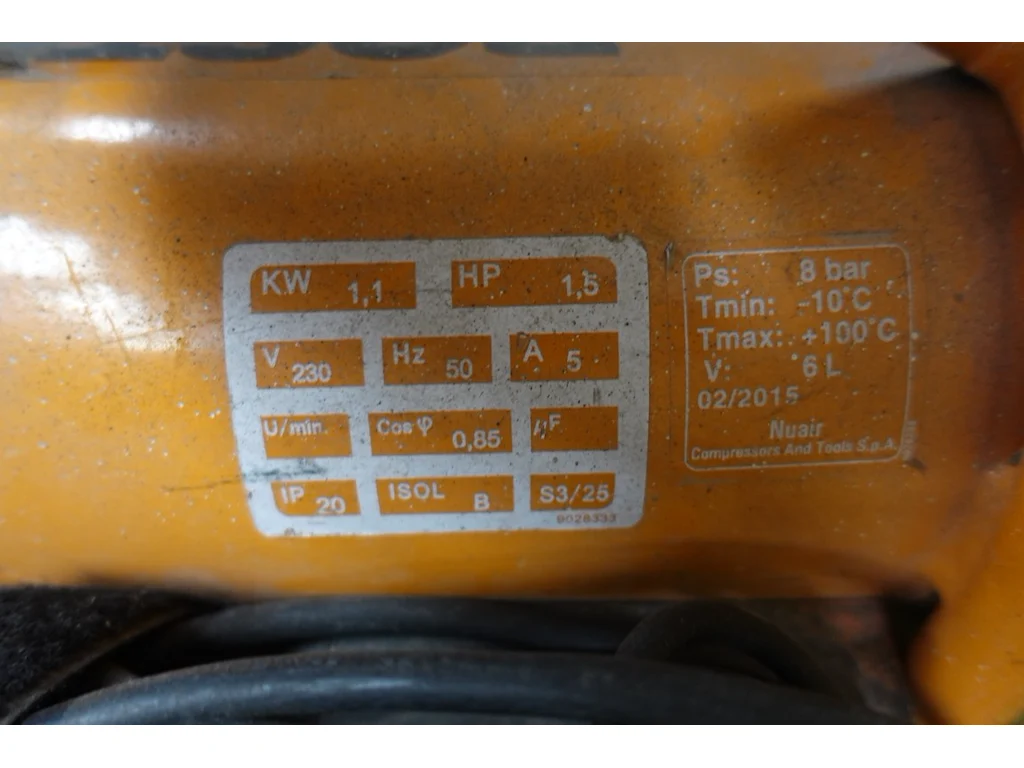 KW 1,1 HP 1,5
V 230 Hz 50 A 5
U/min. Cosφ 0,85 µF
IP 20 ISOL B S3/25
9028333
Ps: 8 bar
Tmin: -10°C
Tmax: +100°C
V: 6 L
02/2015
Nuair
Compressors And Tools S.p.A.